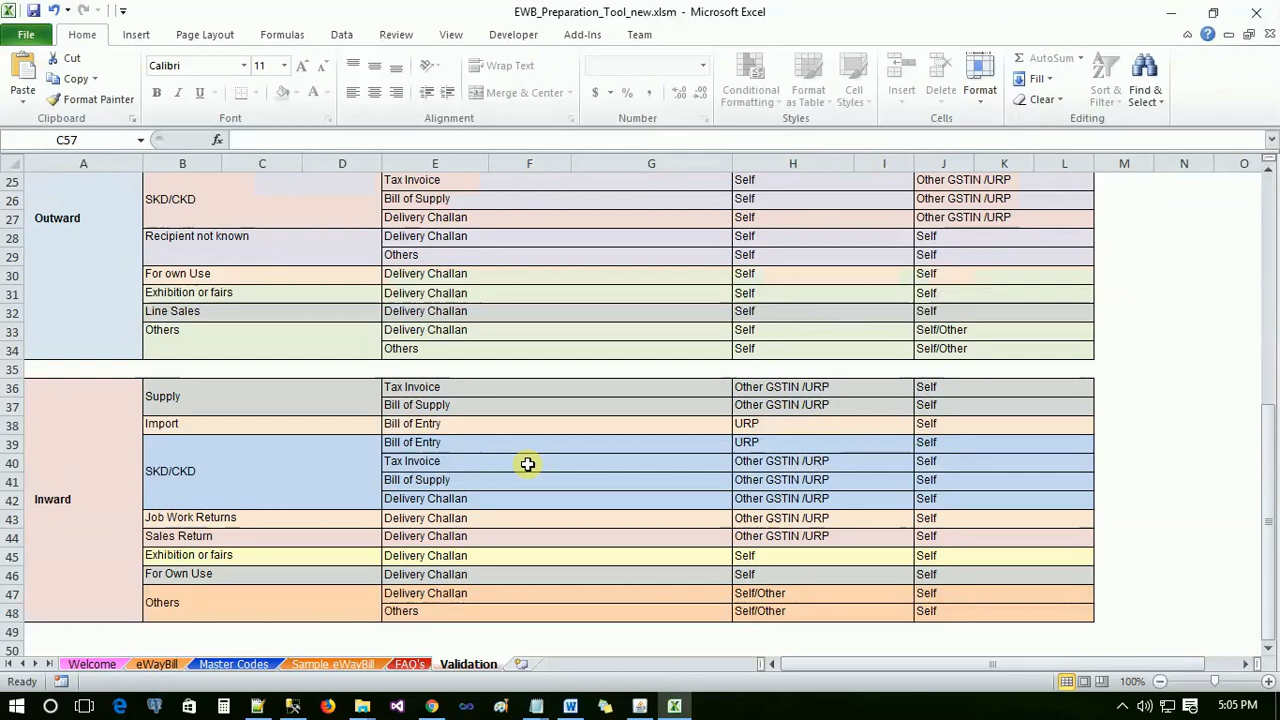 EWB_Preparation_Tool_new.xlsm - Microsoft Excel
File Home Insert Page Layout Formulas Data Review View Developer Add-Ins Team
Cut
Copy
Format Painter
Paste
Clipboard
Calibri 11
B I U
Font
Wrap Text
Merge & Center
Alignment
$ % ,
Number
Conditional Formatting
Format as Table
Cell Styles
Styles
Insert Delete Format
Cells
AutoSum
Fill
Clear
Sort & Filter
Find & Select
Editing
C57 fx
A B C D E F G H I J K L M N O
25 Tax Invoice Self Other GSTIN /URP
26 SKD/CKD Bill of Supply Self Other GSTIN /URP
27 Outward Delivery Challan Self Other GSTIN /URP
28 Recipient not known Delivery Challan Self Self
29 Others Self Self
30 For own Use Delivery Challan Self Self
31 Exhibition or fairs Delivery Challan Self Self
32 Line Sales Delivery Challan Self Self
33 Others Delivery Challan Self Self/Other
34 Others Self Self/Other
35
36 Tax Invoice Other GSTIN /URP Self
37 Supply Bill of Supply Other GSTIN /URP Self
38 Import Bill of Entry URP Self
39 Bill of Entry URP Self
40 SKD/CKD Tax Invoice Other GSTIN /URP Self
41 Bill of Supply Other GSTIN /URP Self
42 Inward Delivery Challan Other GSTIN /URP Self
43 Job Work Returns Delivery Challan Other GSTIN /URP Self
44 Sales Return Delivery Challan Other GSTIN /URP Self
45 Exhibition or fairs Delivery Challan Self Self
46 For Own Use Delivery Challan Self Self
47 Others Delivery Challan Self/Other Self
48 Others Self/Other Self
49
50
Welcome eWayBill Master Codes Sample eWayBill FAQ's Validation
Ready 100%
5:05 PM